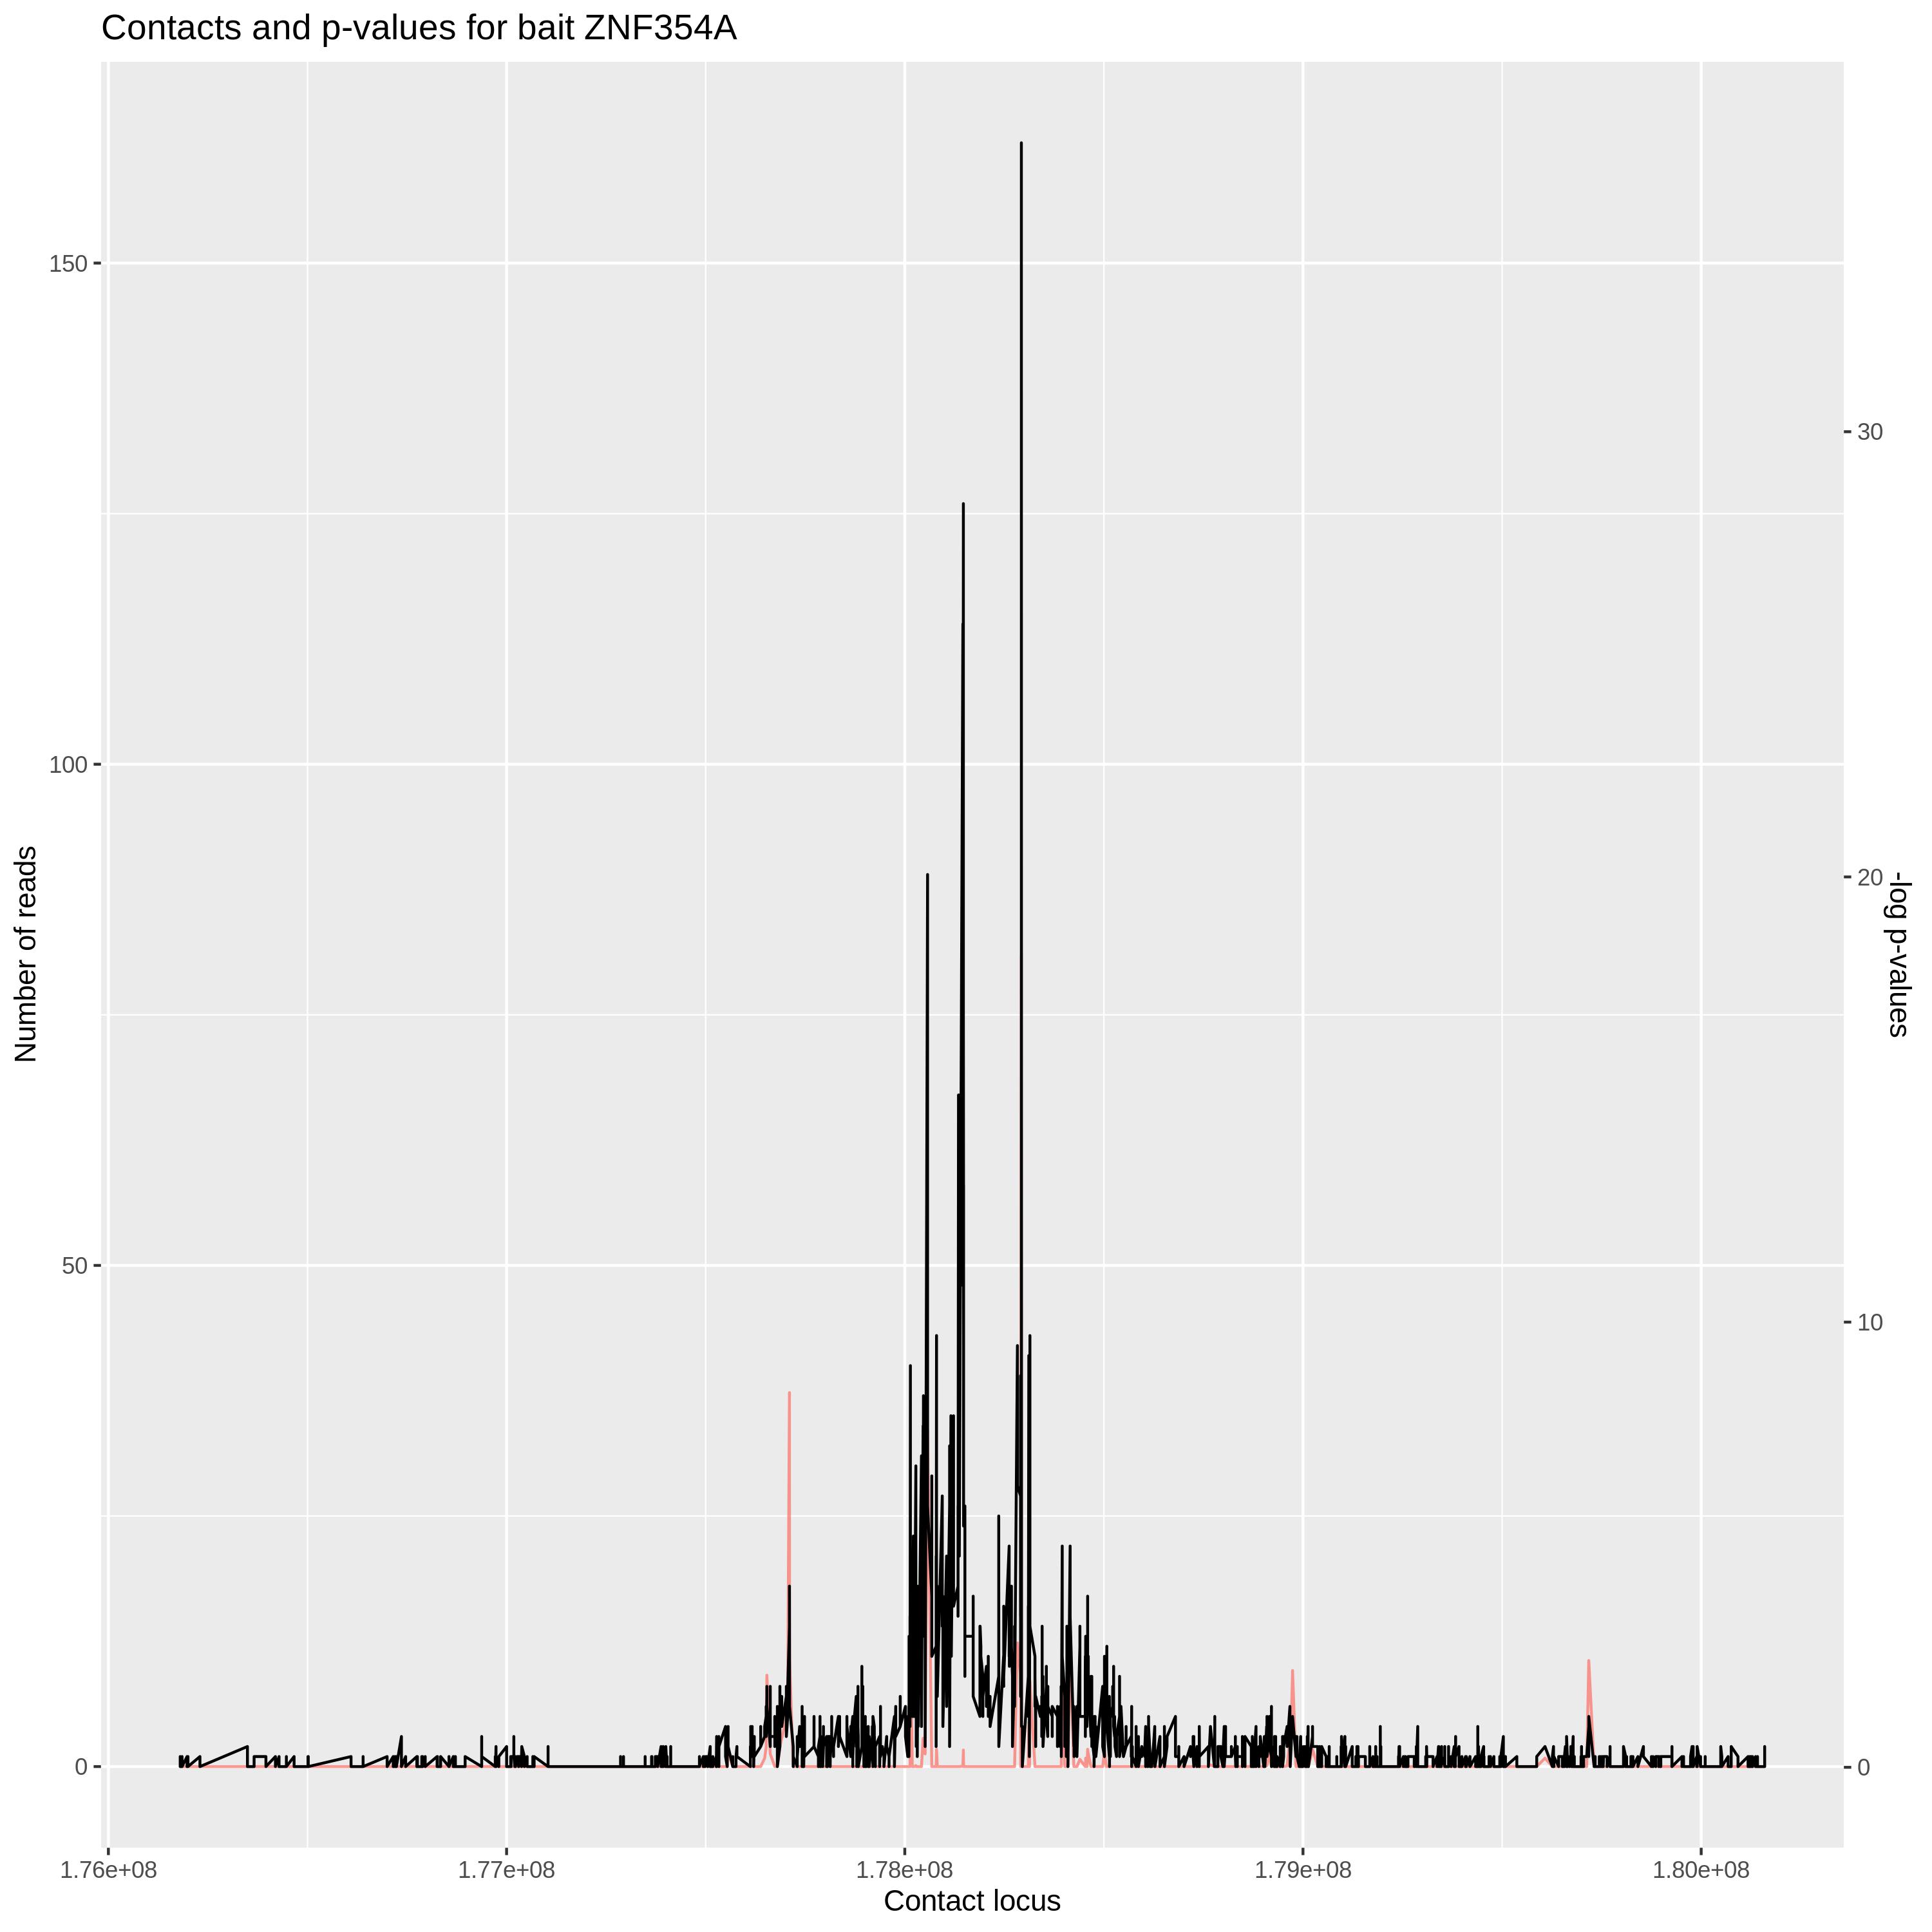 Contacts and p-values for bait ZNF354A
150
100
50
0
Number of reads
30
20
10
0
-log p-values
1.76e+08 1.77e+08 1.78e+08 1.79e+08 1.80e+08
Contact locus